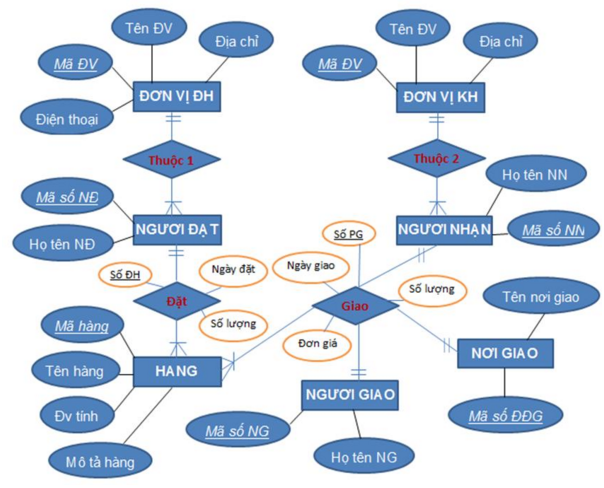 Tên ĐV
Địa chỉ
Mã ĐV
ĐƠN VỊ ĐH
Điện thoại
Thuộc 1
Mã số NĐ
NGƯỜI ĐẶT
Họ tên NĐ
Số ĐH
Ngày đặt
Đặt
Số lượng
Mã hàng
Tên hàng
HANG
Đv tính
Mô tả hàng
Tên ĐV
Địa chỉ
Mã ĐV
ĐƠN VỊ KH
Thuộc 2
Họ tên NN
NGƯỜI NHẬN
Mã số NN
Số PG
Ngày giao
Số lượng
Giao
Đơn giá
Tên nơi giao
NƠI GIAO
Mã số ĐĐG
NGƯỜI GIAO
Mã số NG
Họ tên NG